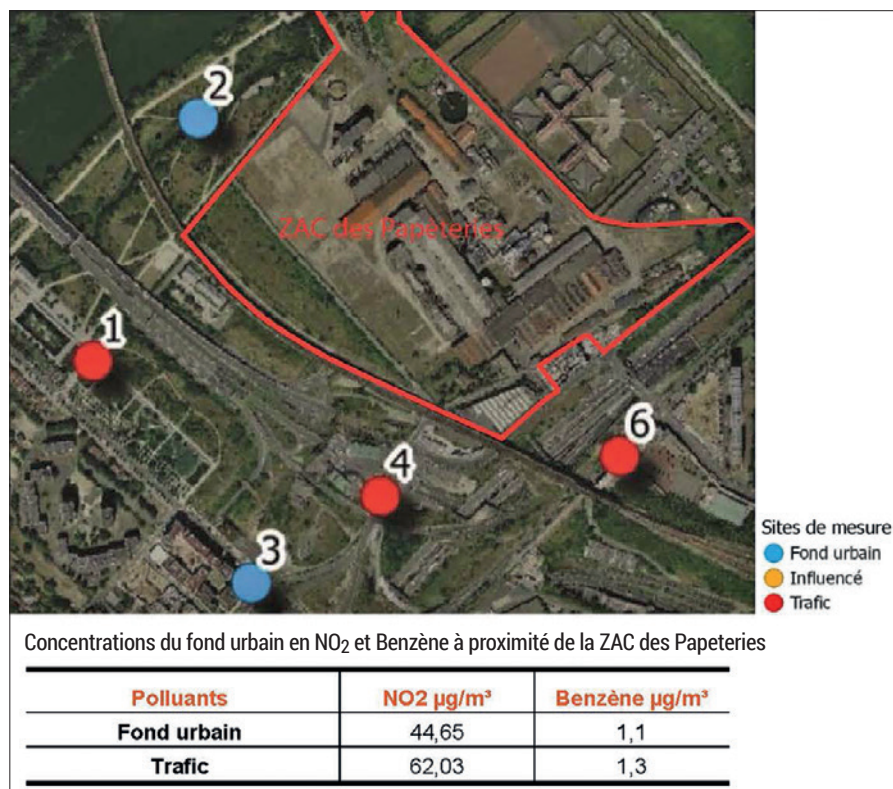 2
ZAC des Papèteries
1
6
4
3
Sites de mesure
Fond urbain
Influencé
Trafic
Concentrations du fond urbain en NO₂ et Benzène à proximité de la ZAC des Papeteries
Polluants NO2 µg/m³ Benzène µg/m³
Fond urbain 44,65 1,1
Trafic 62,03 1,3